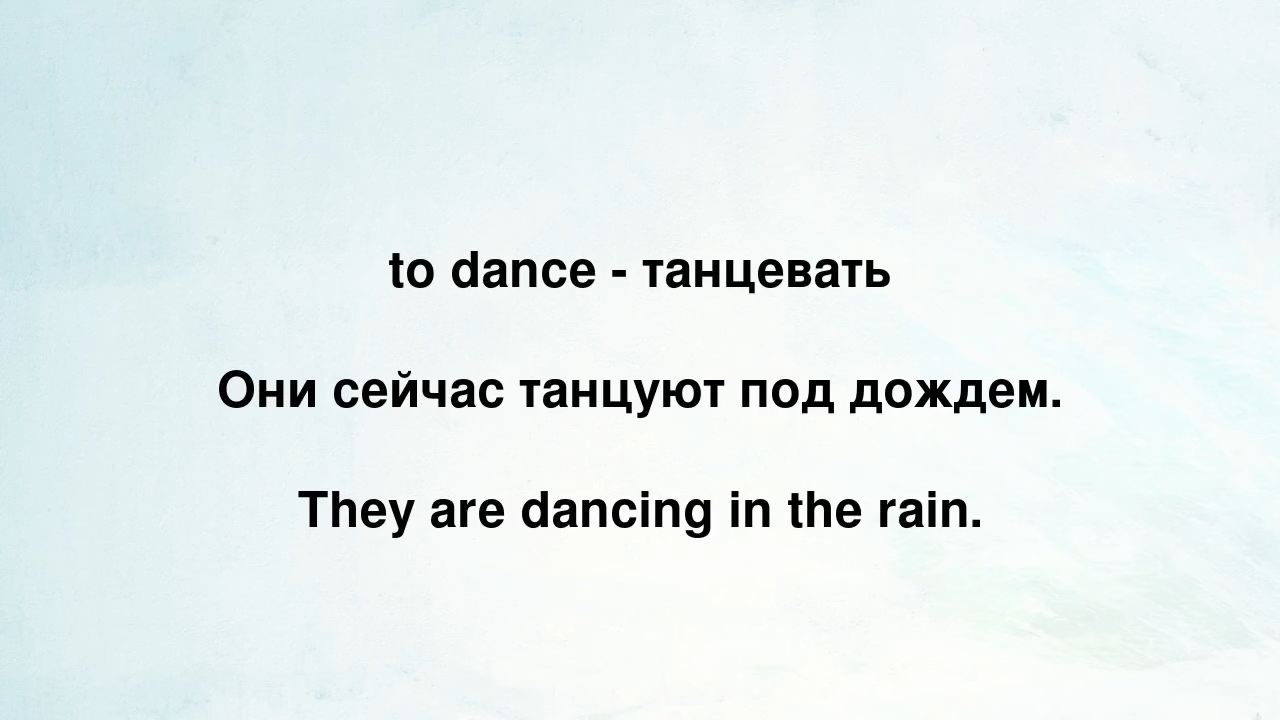 to dance - танцевать
Они сейчас танцуют под дождем.
They are dancing in the rain.